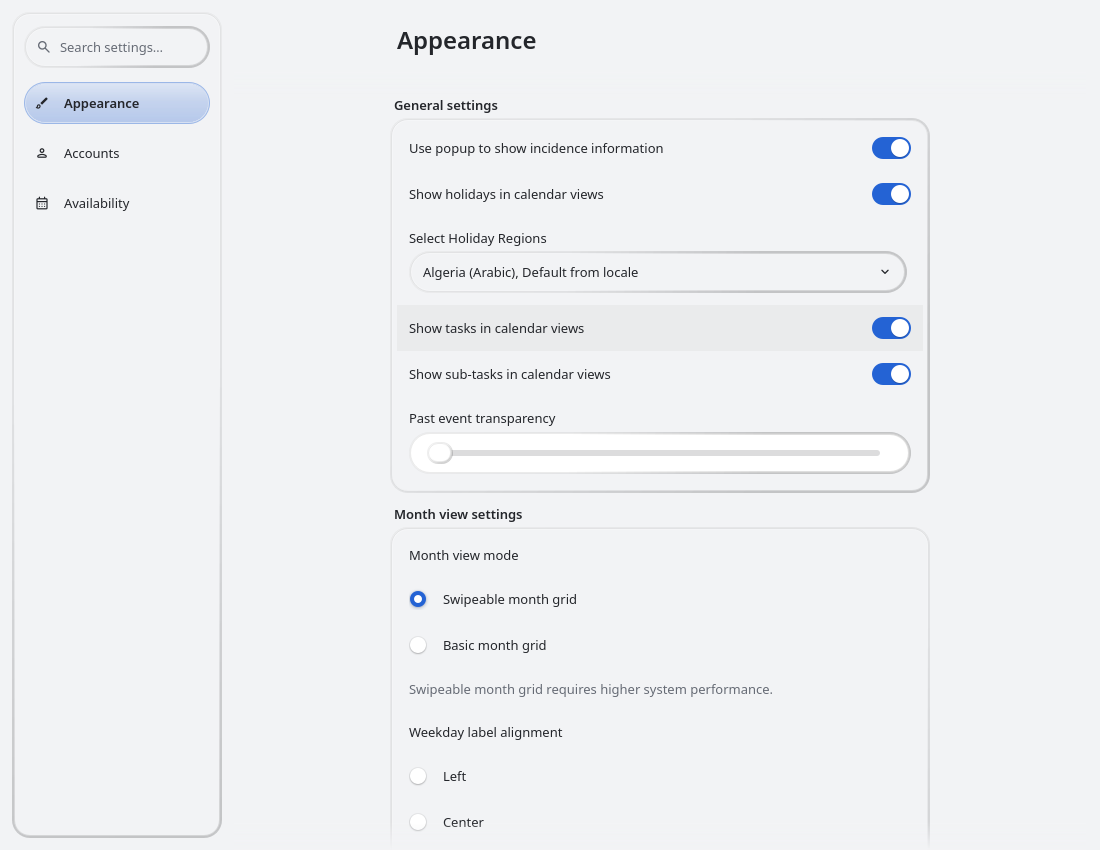 Search settings...
Appearance
Accounts
Availability
Appearance
General settings
Use popup to show incidence information
Show holidays in calendar views
Select Holiday Regions
Algeria (Arabic), Default from locale
Show tasks in calendar views
Show sub-tasks in calendar views
Past event transparency
Month view settings
Month view mode
Swipeable month grid
Basic month grid
Swipeable month grid requires higher system performance.
Weekday label alignment
Left
Center